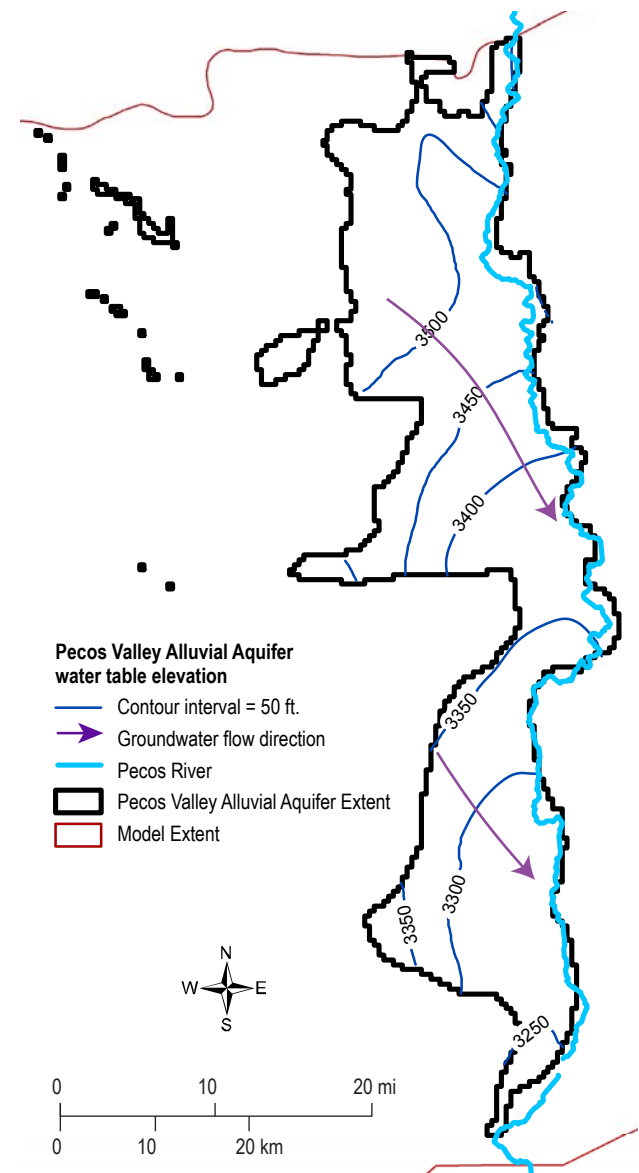 3500
3450
3400
3350
3300
3350
3250
Pecos Valley Alluvial Aquifer
water table elevation
Contour interval = 50 ft.
Groundwater flow direction
Pecos River
Pecos Valley Alluvial Aquifer Extent
Model Extent
N
W E
S
0 10 20 mi
0 10 20 km